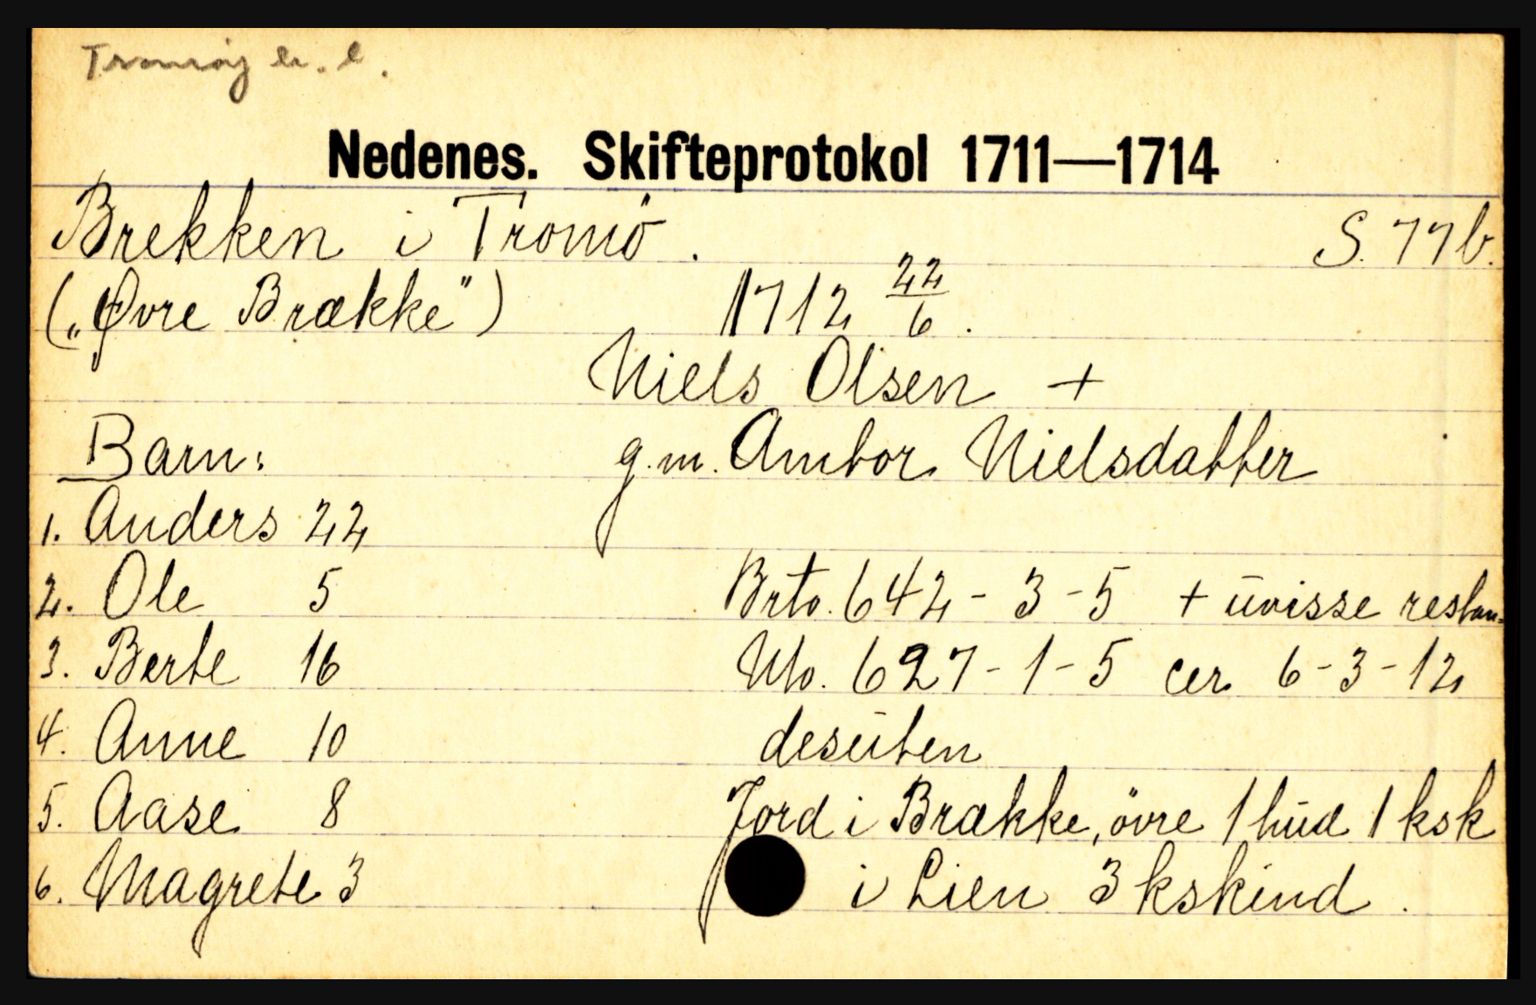 Tromøy h. l.
Nedenes. Skifteprotokol 1711—1714
Brekken i Tromö. S. 77b.
(„Øvre Brække") 1712 22/6.
Niels Olsen +
Barn: g.m. Ambor Nielsdatter
1. Anders 22
2. Ole 5 Brto. 642-3-5 + uvisse restan=
3. Berte 16 Nto. 627-1-5 cer 6-3-12
4. Anne 10 desuten
5. Aase 8 Jord i Brække, övre 1 hud 1 ksk
6. Magrete 3 i Lien 3 kskind.